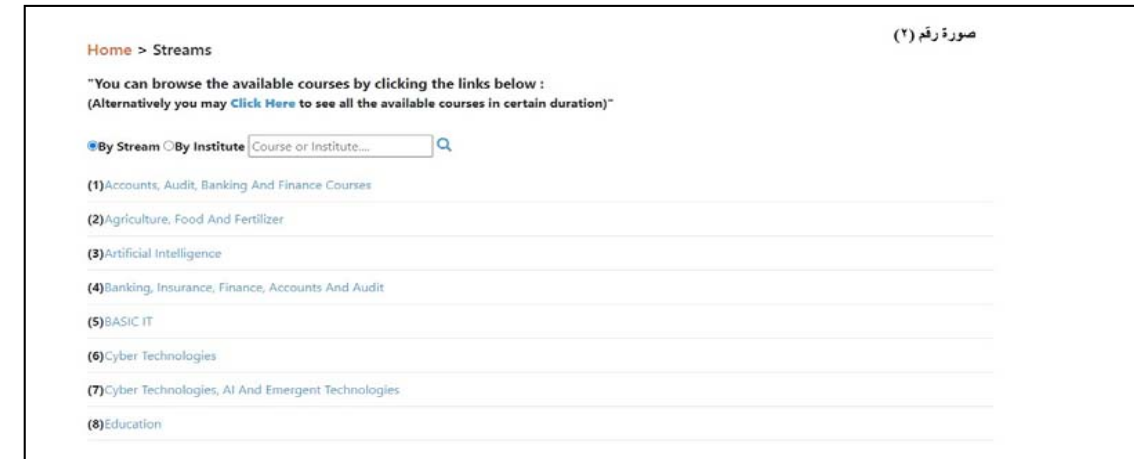 صورة رقم (٢)
Home > Streams
"You can browse the available courses by clicking the links below :
(Alternatively you may Click Here to see all the available courses in certain duration)"
By Stream By Institute Course or Institute....
(1)Accounts, Audit, Banking And Finance Courses
(2)Agriculture, Food And Fertilizer
(3)Artificial Intelligence
(4)Banking, Insurance, Finance, Accounts And Audit
(5)BASIC IT
(6)Cyber Technologies
(7)Cyber Technologies, AI And Emergent Technologies
(8)Education